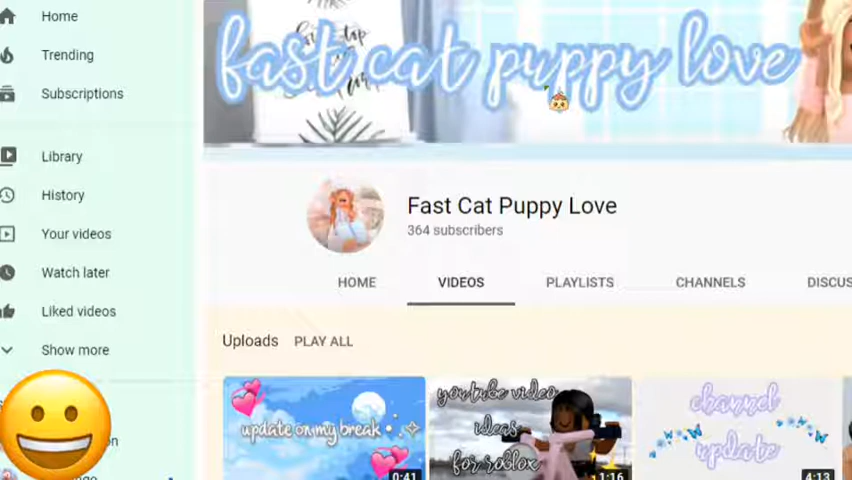 fast cat puppy love
Home
Trending
Subscriptions
Library
History
Your videos
Watch later
Liked videos
Show more
Fast Cat Puppy Love
364 subscribers
HOME VIDEOS PLAYLISTS CHANNELS DISCUS
Uploads PLAY ALL
update on my break
0:41
youtube video
ideas
for roblox
1:16
channel
update
4:13